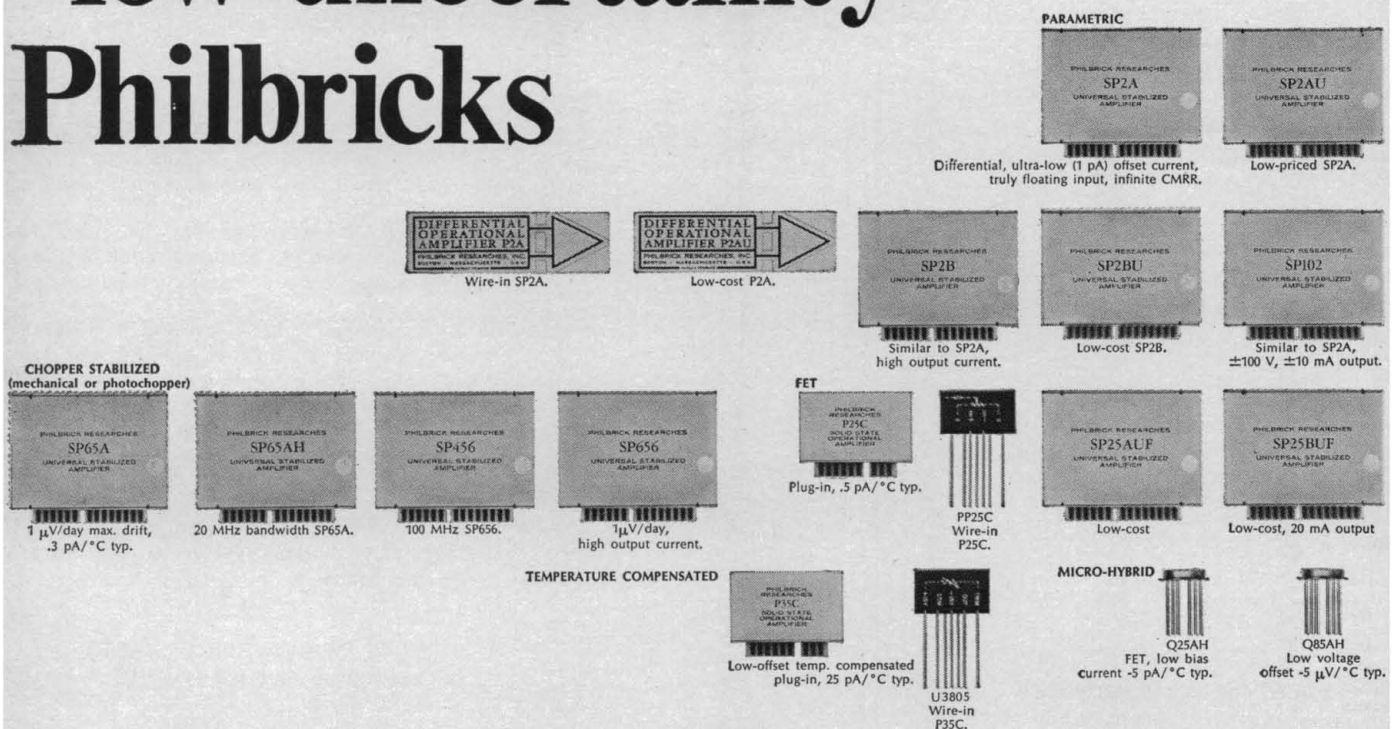 low uncertainty
Philbricks
PARAMETRIC
PHILBRICK RESEARCHES
SP2A
UNIVERSAL STABILIZED
AMPLIFIER
Differential, ultra-low (1 pA) offset current,
truly floating input, infinite CMRR.
PHILBRICK RESEARCHES
SP2AU
UNIVERSAL STABILIZED
AMPLIFIER
Low-priced SP2A.
DIFFERENTIAL
OPERATIONAL
AMPLIFIER P2A
PHILBRICK RESEARCHES, INC.
BOSTON - MASSACHUSETTS - U.S.A.
Wire-in SP2A.
DIFFERENTIAL
OPERATIONAL
AMPLIFIER P2AU
PHILBRICK RESEARCHES, INC.
BOSTON - MASSACHUSETTS - U.S.A.
Low-cost P2A.
PHILBRICK RESEARCHES
SP2B
UNIVERSAL STABILIZED
AMPLIFIER
Similar to SP2A,
high output current.
PHILBRICK RESEARCHES
SP2BU
UNIVERSAL STABILIZED
AMPLIFIER
Low-cost SP2B.
PHILBRICK RESEARCHES
SP102
UNIVERSAL STABILIZED
AMPLIFIER
Similar to SP2A,
±100 V, ±10 mA output.
CHOPPER STABILIZED
(mechanical or photochopper)
PHILBRICK RESEARCHES
SP65A
UNIVERSAL STABILIZED
AMPLIFIER
1 μV/day max. drift,
.3 pA/°C typ.
PHILBRICK RESEARCHES
SP65AH
UNIVERSAL STABILIZED
AMPLIFIER
20 MHz bandwidth SP65A.
PHILBRICK RESEARCHES
SP456
UNIVERSAL STABILIZED
AMPLIFIER
100 MHz SP656.
PHILBRICK RESEARCHES
SP656
UNIVERSAL STABILIZED
AMPLIFIER
1μV/day,
high output current.
FET
PHILBRICK
RESEARCHES
P25C
SOLID STATE
OPERATIONAL
AMPLIFIER
Plug-in, .5 pA/°C typ.
PP25C
Wire-in
P25C.
PHILBRICK RESEARCHES
SP25AUF
UNIVERSAL STABILIZED
AMPLIFIER
Low-cost
PHILBRICK RESEARCHES
SP25BUF
UNIVERSAL STABILIZED
AMPLIFIER
Low-cost, 20 mA output
TEMPERATURE COMPENSATED
PHILBRICK
RESEARCHES
P35C
SOLID STATE
OPERATIONAL
AMPLIFIER
Low-offset temp. compensated
plug-in, 25 pA/°C typ.
U3805
Wire-in
P35C.
MICRO-HYBRID
Q25AH
FET, low bias
current -5 pA/°C typ.
Q85AH
Low voltage
offset -5 μV/°C typ.